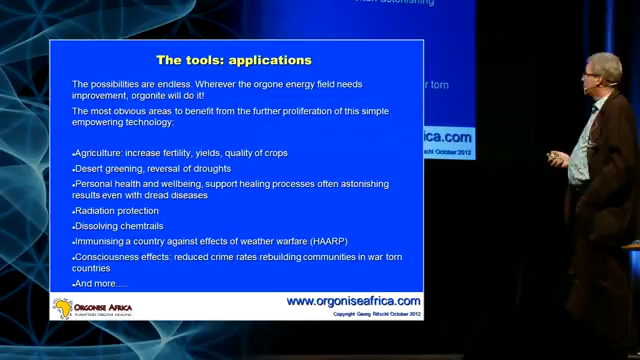 The tools: applications
The possibilities are endless. Wherever the orgone energy field needs
improvement, orgonite will do it!
The most obvious areas to benefit from the further proliferation of this simple
empowering technology:
Agriculture: increase fertility, yields, quality of crops
Desert greening, reversal of droughts
Personal health and wellbeing, support healing processes often astonishing
results even with dread diseases
Radiation protection
Dissolving chemtrails
Immunising a country against effects of weather warfare (HAARP)
Consciousness effects: reduced crime rates rebuilding communities in war torn
countries
And more.....
ORGONISE AFRICA
PLANETARY ORGONE HEALING
www.orgoniseafrica.com
Copyright Georg Ritschl October 2012
astonishing
torn
ica.com
Ritschl October 2012